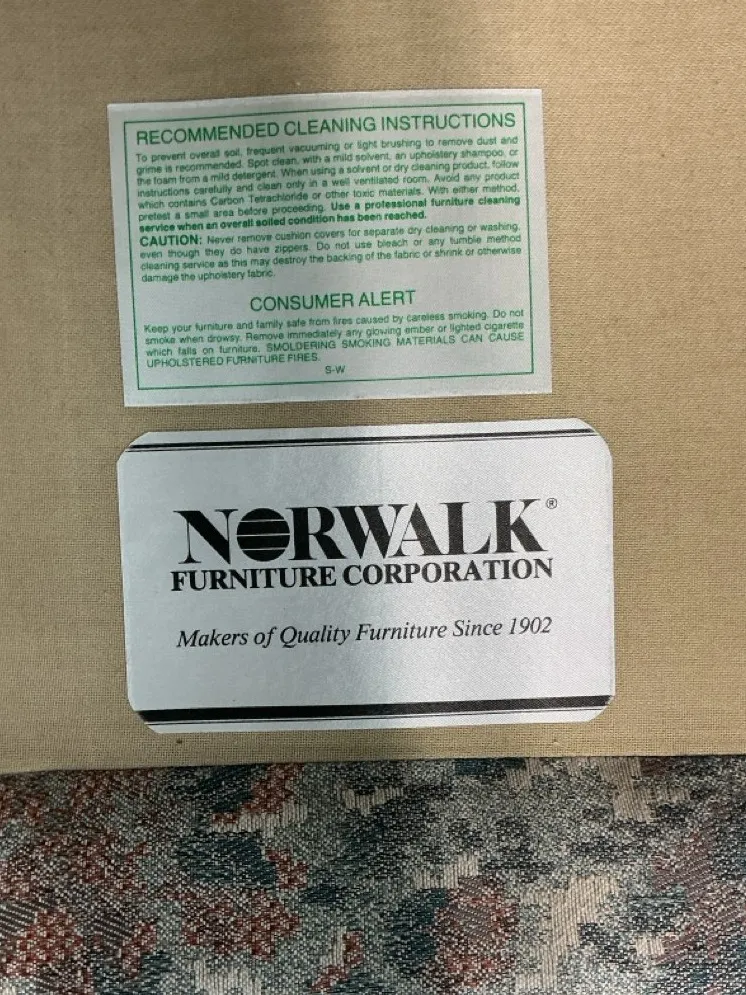 RECOMMENDED CLEANING INSTRUCTIONS
To prevent overall soil, frequent vacuuming or light brushing to remove dust and
grime is recommended. Spot clean, with a mild solvent, an upholstery shampoo, or
the foam from a mild detergent. When using a solvent or dry cleaning product, follow
instructions carefully and clean only in a well ventilated room. Avoid any product
which contains Carbon Tetrachloride or other toxic materials. With either method,
pretest a small area before proceeding. Use a professional furniture cleaning
service when an overall soiled condition has been reached.
CAUTION: Never remove cushion covers for separate dry cleaning or washing,
even though they do have zippers. Do not use bleach or any tumble method
cleaning service as this may destroy the backing of the fabric or shrink or otherwise
damage the upholstery fabric.
CONSUMER ALERT
Keep your furniture and family safe from fires caused by careless smoking. Do not
smoke when drowsy. Remove immediately any glowing ember or lighted cigarette
which falls on furniture. SMOLDERING SMOKING MATERIALS CAN CAUSE
UPHOLSTERED FURNITURE FIRES.
S-W
NORWALK®
FURNITURE CORPORATION
Makers of Quality Furniture Since 1902